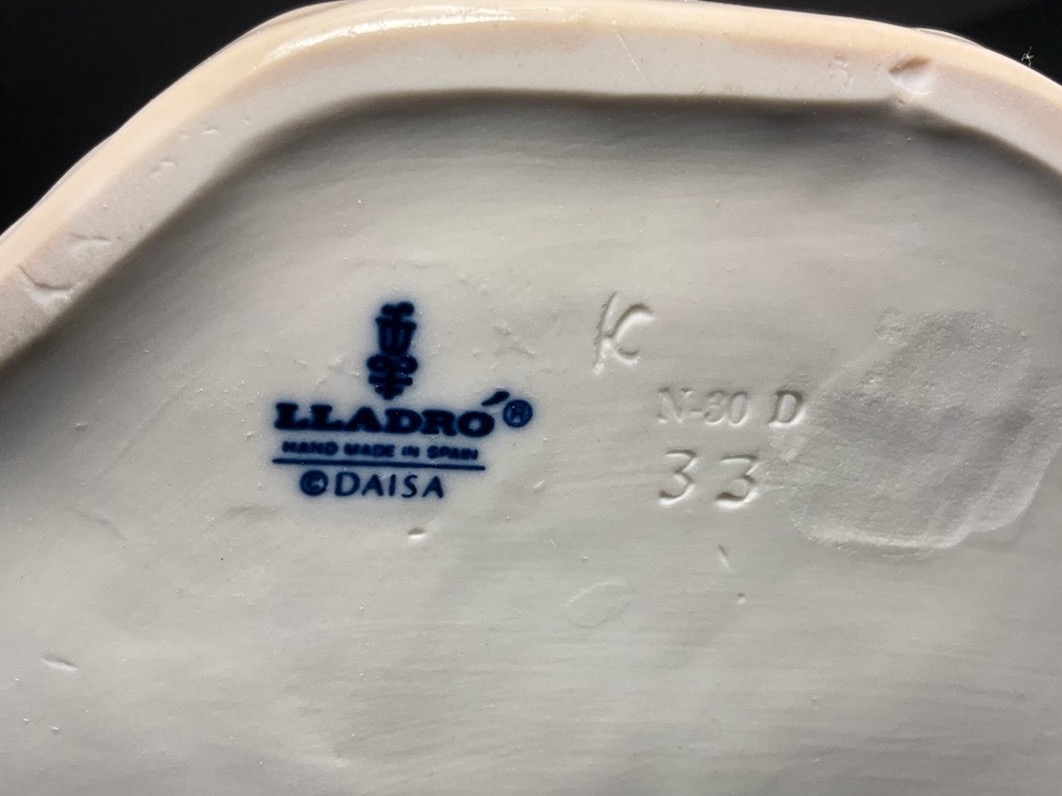 LLADRÓ®
HAND MADE IN SPAIN
©DAISA
K
N-30 D
33